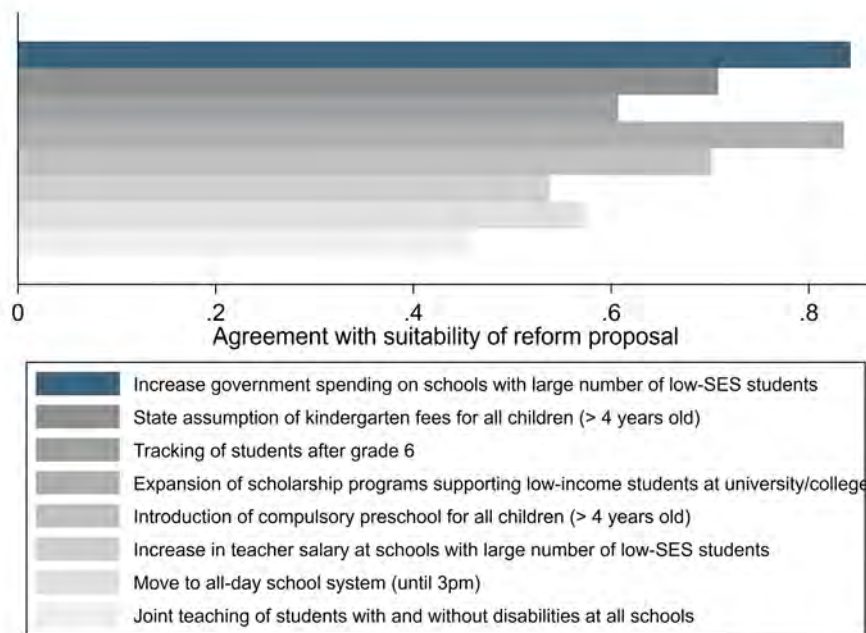 0 .2 .4 .6 .8
Agreement with suitability of reform proposal
Increase government spending on schools with large number of low-SES students
State assumption of kindergarten fees for all children (> 4 years old)
Tracking of students after grade 6
Expansion of scholarship programs supporting low-income students at university/college
Introduction of compulsory preschool for all children (> 4 years old)
Increase in teacher salary at schools with large number of low-SES students
Move to all-day school system (until 3pm)
Joint teaching of students with and without disabilities at all schools